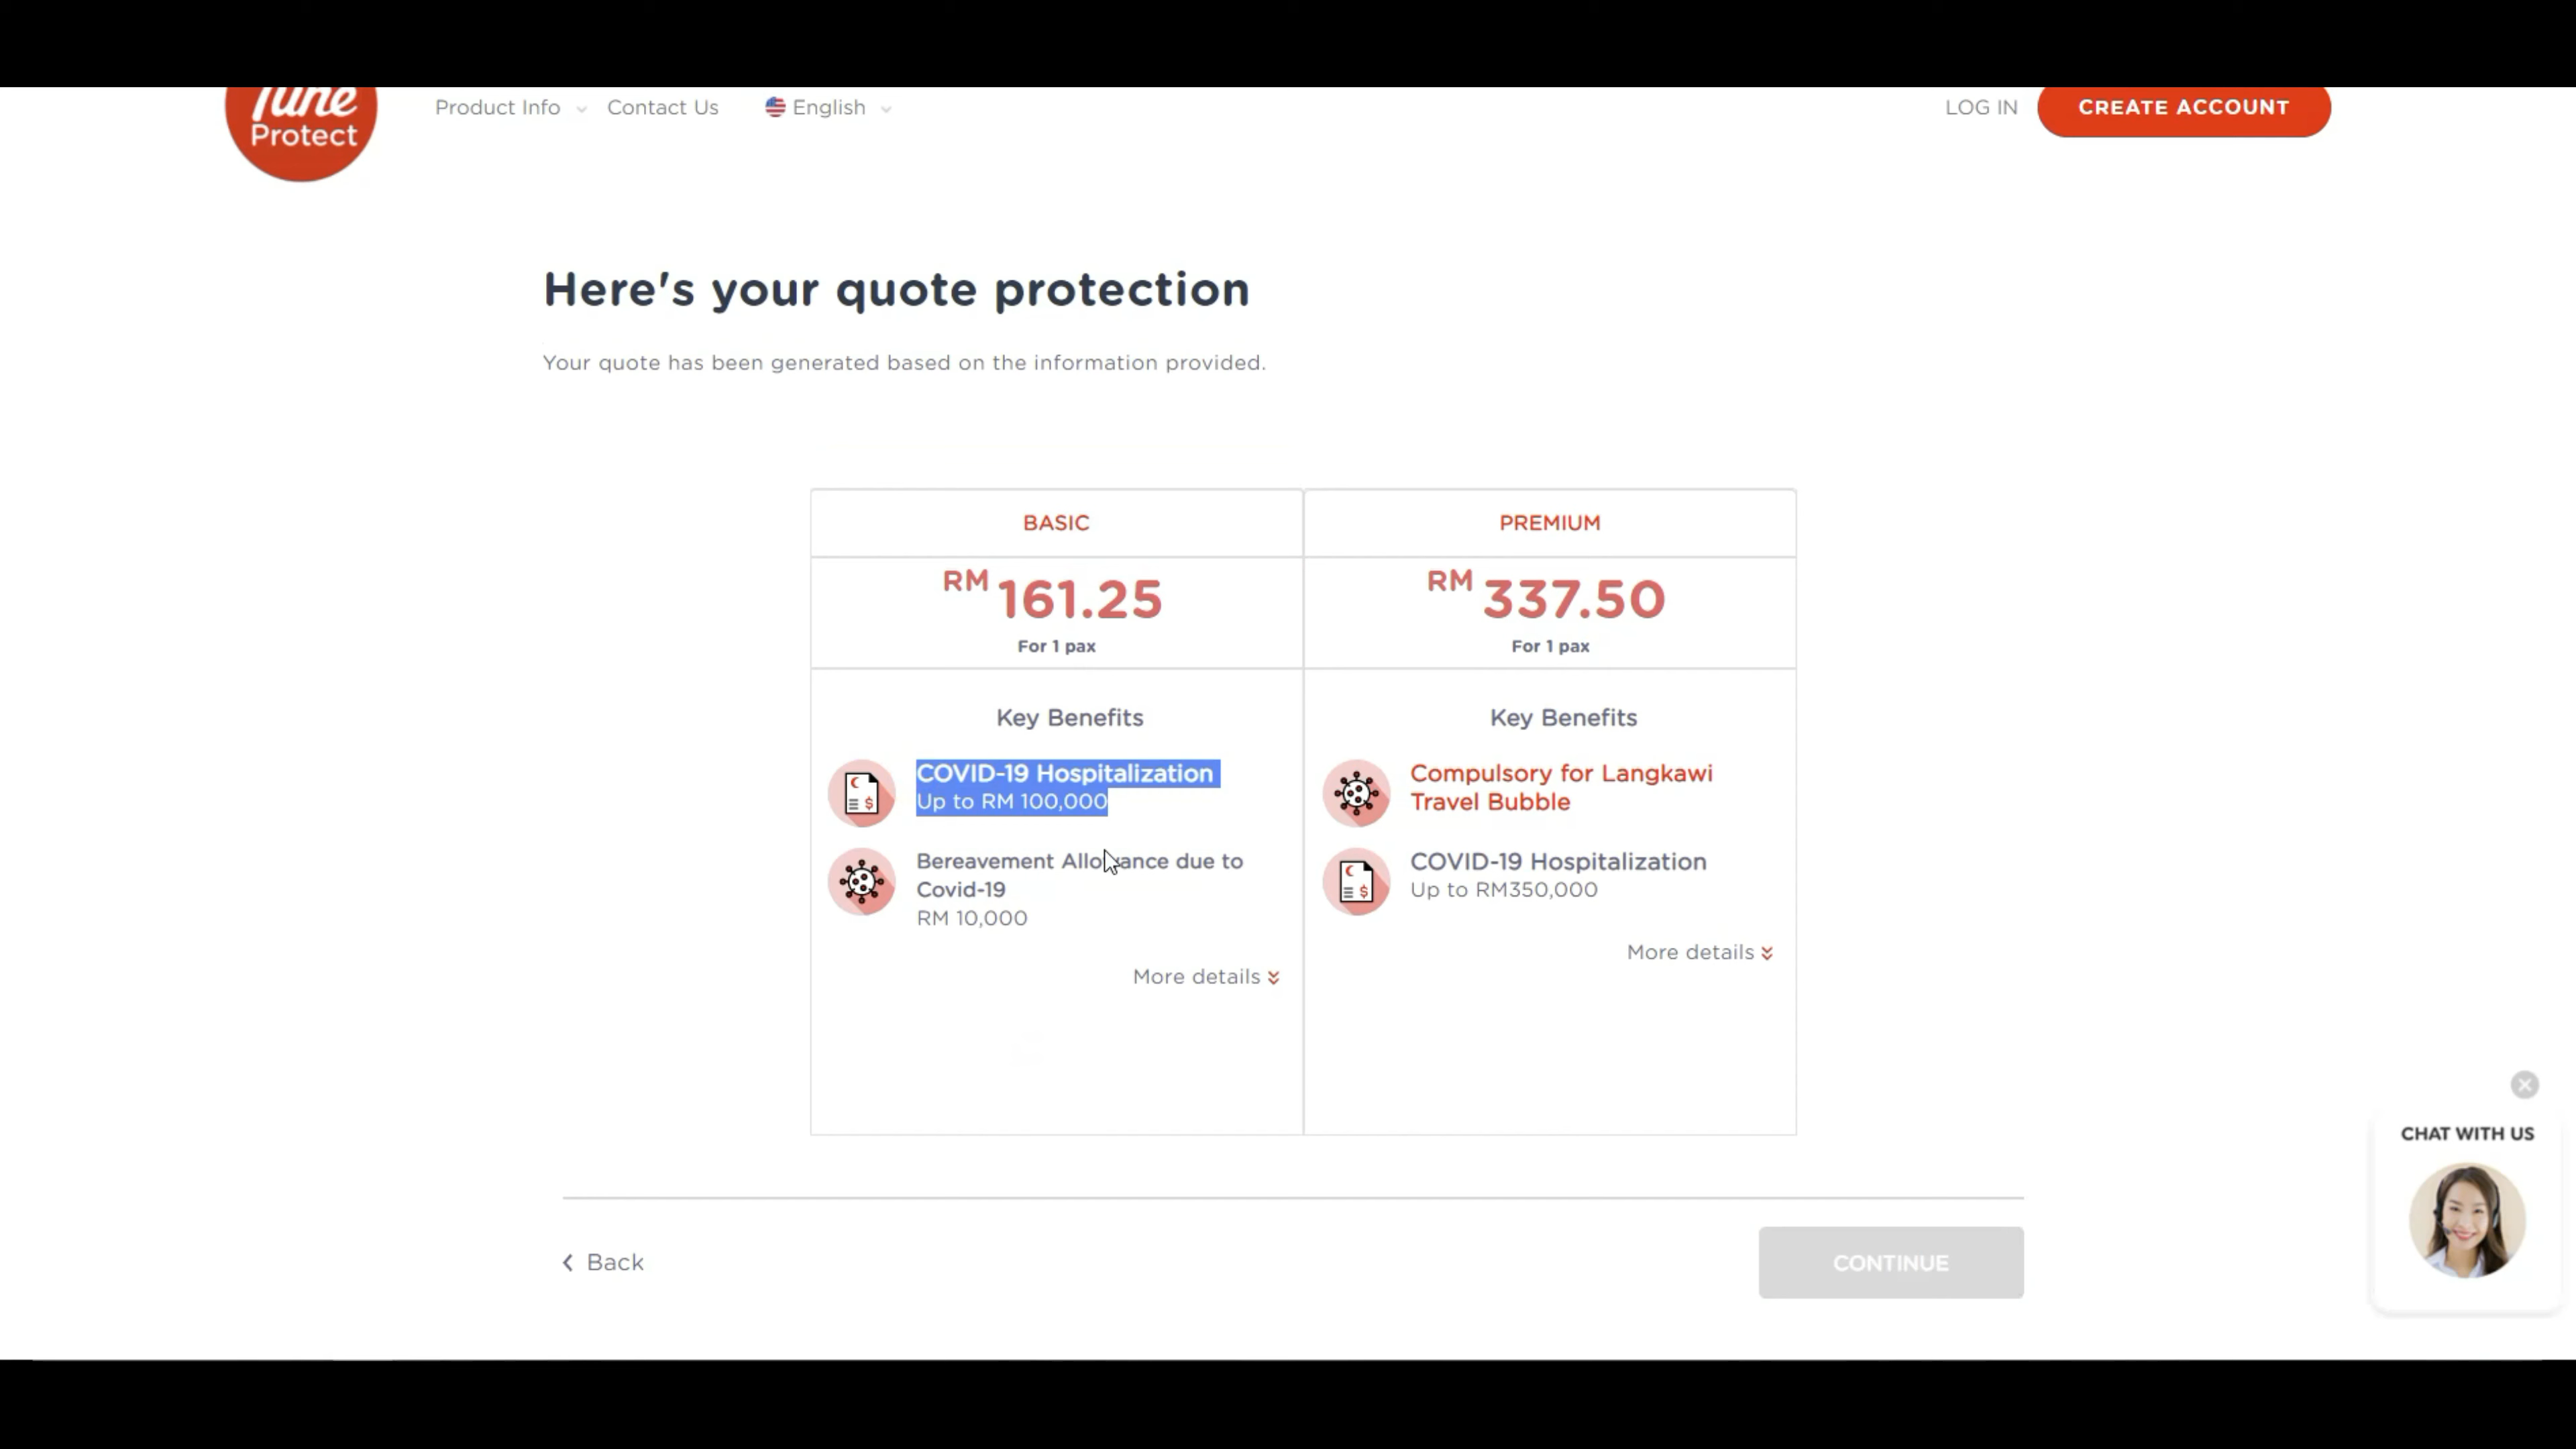 Tune
Protect
Product Info
Contact Us
English
LOG IN
CREATE ACCOUNT
Here's your quote protection
Your quote has been generated based on the information provided.
BASIC
RM 161.25
For 1 pax
Key Benefits
COVID-19 Hospitalization
Up to RM 100,000
Bereavement Allowance due to
Covid-19
RM 10,000
More details
PREMIUM
RM 337.50
For 1 pax
Key Benefits
Compulsory for Langkawi
Travel Bubble
COVID-19 Hospitalization
Up to RM350,000
More details
CHAT WITH US
Back
CONTINUE